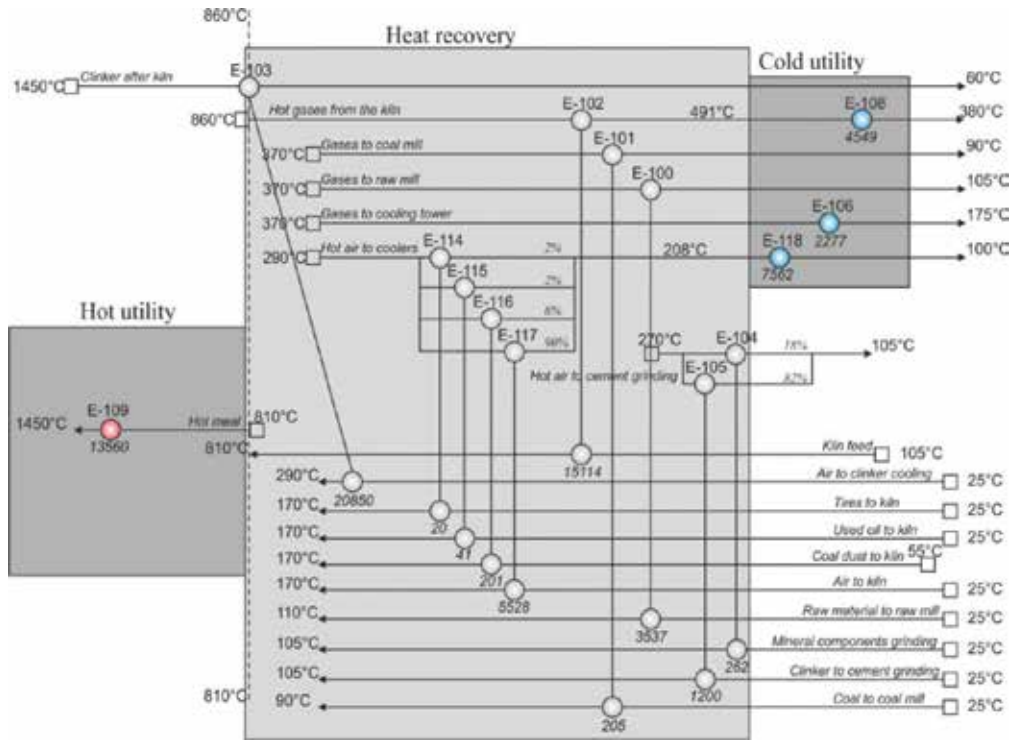 860°C
Heat recovery
Cold utility
1450°C Clinker after kiln E-103 60°C
860°C Hot gases from the kiln E-102 491°C E-108 4549 380°C
370°C Gases to coal mill E-101 90°C
370°C Gases to raw mill E-100 105°C
370°C Gases to cooling tower E-106 2277 175°C
290°C Hot air to coolers E-114 2% 208°C E-118 7562 100°C
E-115 2%
E-116 6%
E-117 90%
Hot utility
270°C E-104 18% 105°C
Hot air to cement grinding E-105 82%
1450°C E-109 13560 Hot meal 810°C
810°C 15114 Kiln feed 105°C
290°C 20850 Air to clinker cooling 25°C
170°C 20 Tires to kiln 25°C
170°C 41 Used oil to kiln 25°C
170°C 201 Coal dust to kiln 55°C
170°C 5528 Air to kiln 25°C
110°C 3537 Raw material to raw mill 25°C
105°C 262 Mineral components grinding 25°C
105°C 1200 Clinker to cement grinding 25°C
810°C
90°C 205 Coal to coal mill 25°C